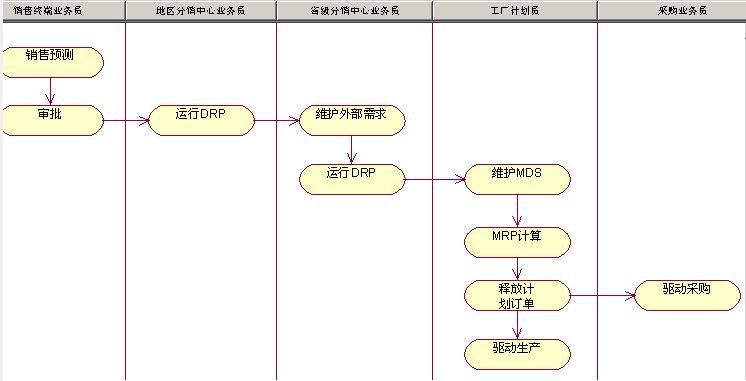 销售终端业务员
地区分销中心业务员
省级分销中心业务员
工厂计划员
采购业务员
销售预测
审批
运行DRP
维护外部需求
运行DRP
维护MDS
MRP计算
释放计
划订单
驱动采购
驱动生产